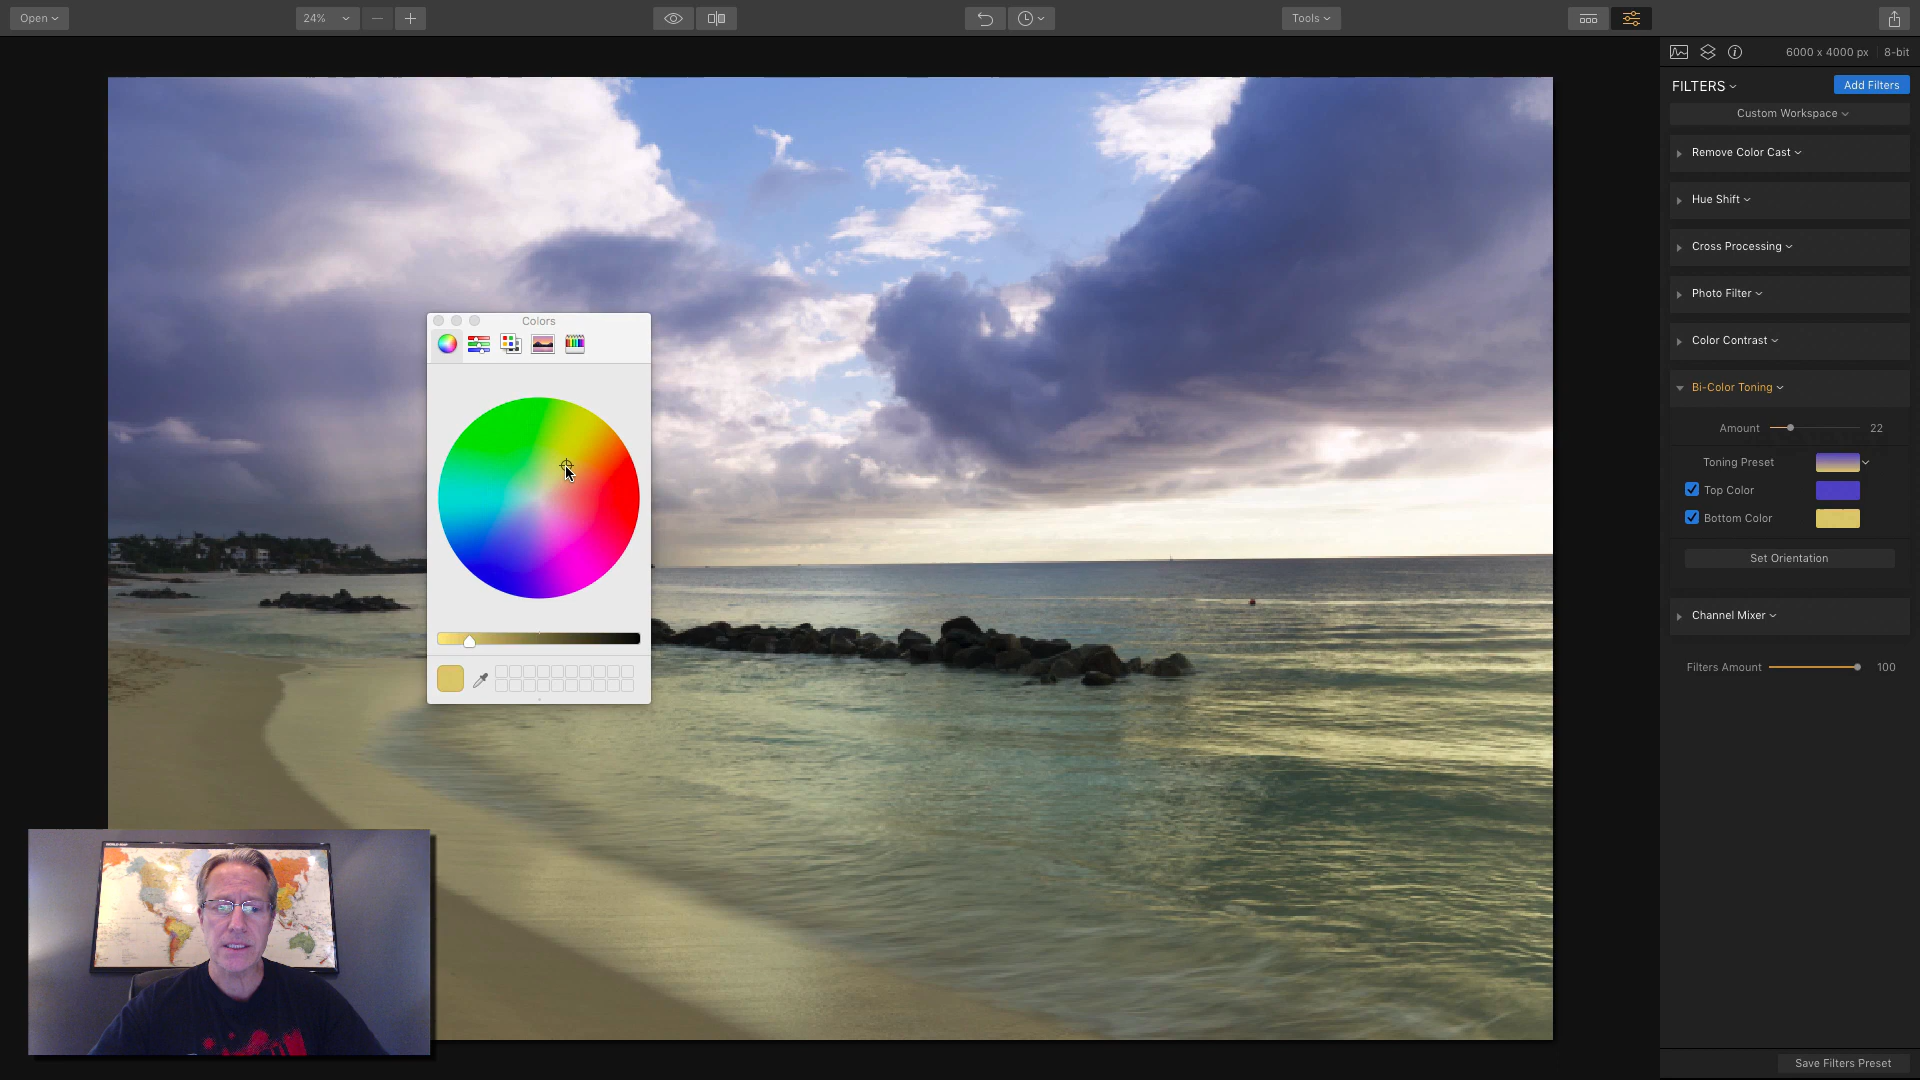 Open
24%
Tools
6000 x 4000 px
8-bit
FILTERS
Add Filters
Custom Workspace
Remove Color Cast
Hue Shift
Cross Processing
Photo Filter
Color Contrast
Bi-Color Toning
Amount 22
Toning Preset
Top Color
Bottom Color
Set Orientation
Channel Mixer
Filters Amount 100
Save Filters Preset
Colors
WORLD MAP